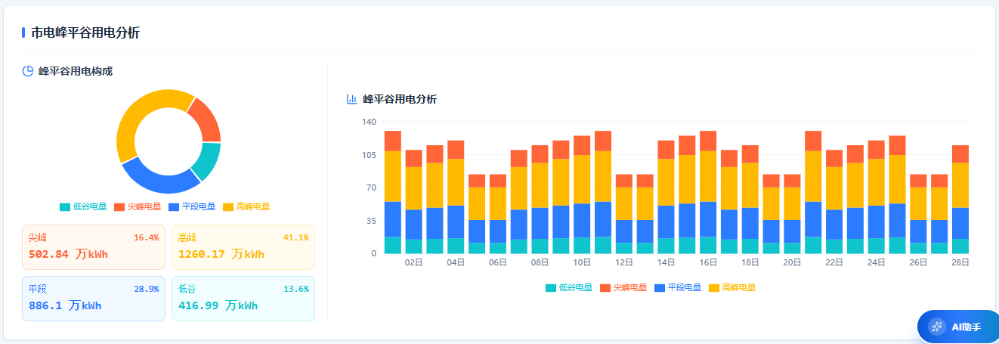 市电峰平谷用电分析
峰平谷用电构成
低谷电量 尖峰电量 平段电量 高峰电量
尖峰 16.4%
502.84 万kWh
高峰 41.1%
1260.17 万kWh
平段 28.9%
886.1 万kWh
低谷 13.6%
416.99 万kWh
峰平谷用电分析
140
105
70
35
0
02日 04日 06日 08日 10日 12日 14日 16日 18日 20日 22日 24日 26日 28日
低谷电量 尖峰电量 平段电量 高峰电量
AI助手